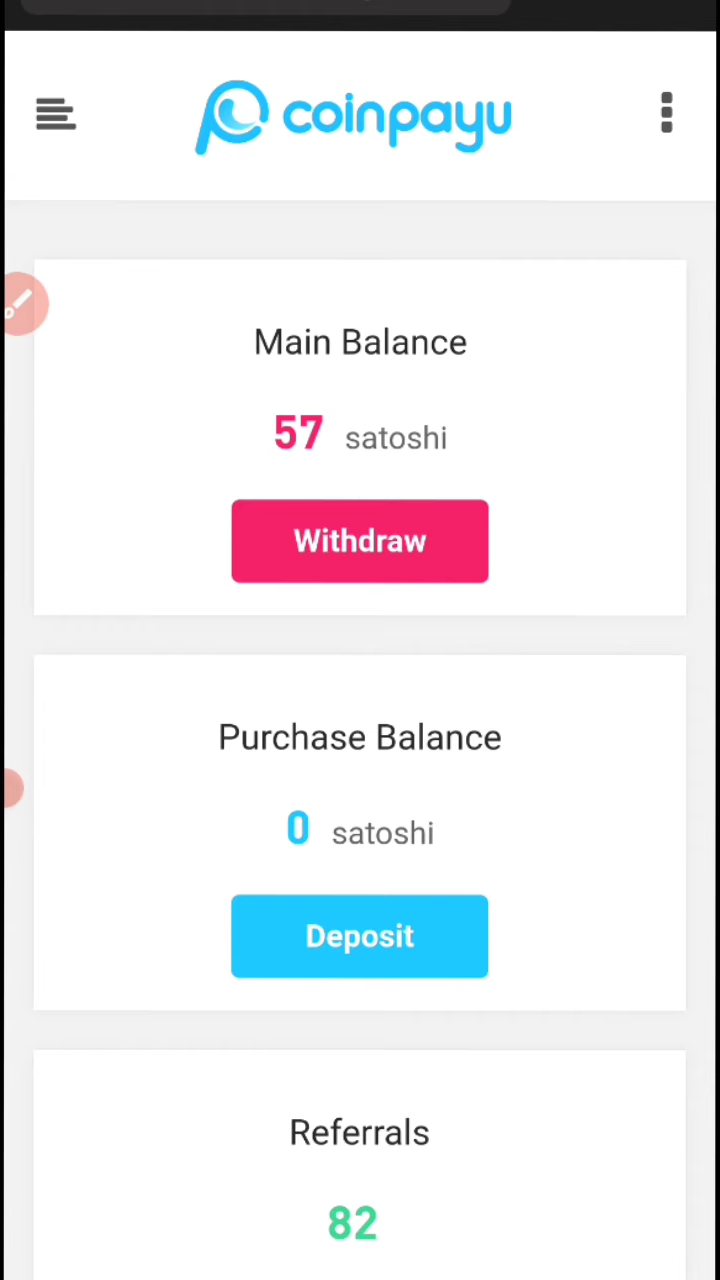 coinpayu
Main Balance
57 satoshi
Withdraw
Purchase Balance
0 satoshi
Deposit
Referrals
82